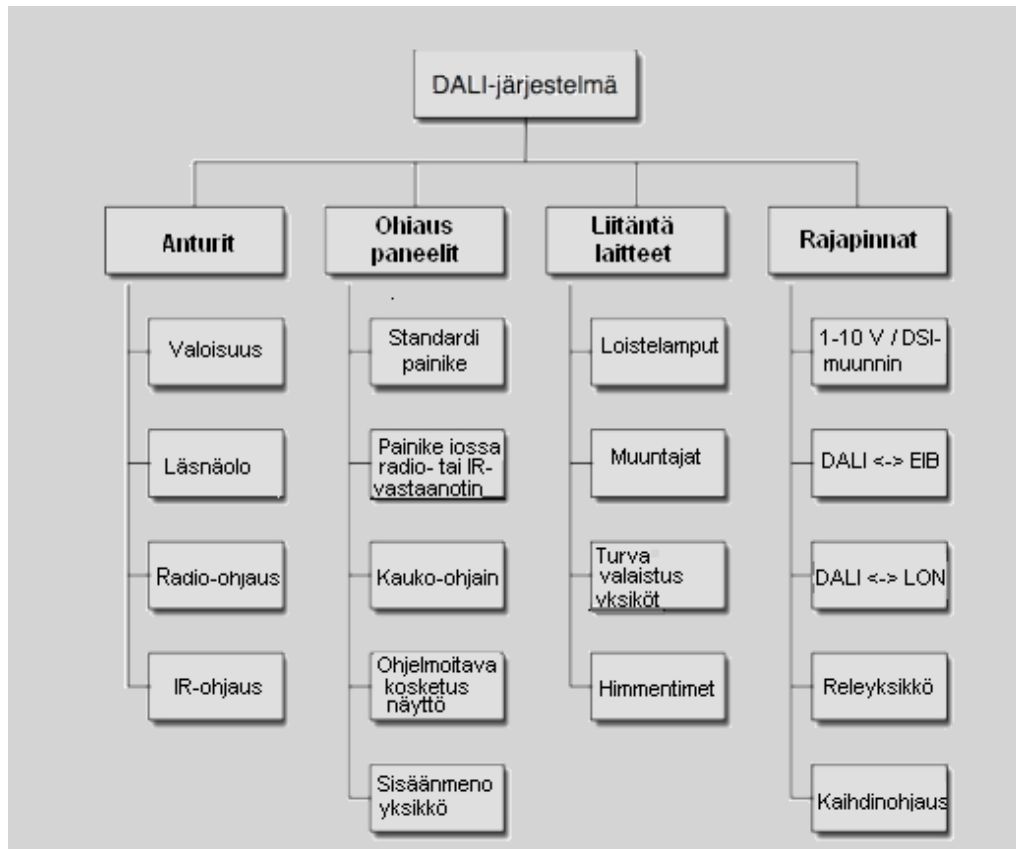 DALI-järjestelmä
Anturit
Ohiaus
paneelit
Liitäntä
laitteet
Rajapinnat
Valoisuus
Läsnäolo
Radio-ohjaus
IR-ohjaus
Standardi
painike
Painike iossa
radio- tai IR-
vastaanotin
Kauko-ohjain
Ohjelmoitava
kosketus
näyttö
Sisäänmeno
yksikkö
Loistelamput
Muuntajat
Turva
valaistus
vksiköt
Himmentimet
1-10 V / DSI-
muunnin
DALI <-> EIB
DALI <-> LON
Releyksikkö
Kaihdinohjaus